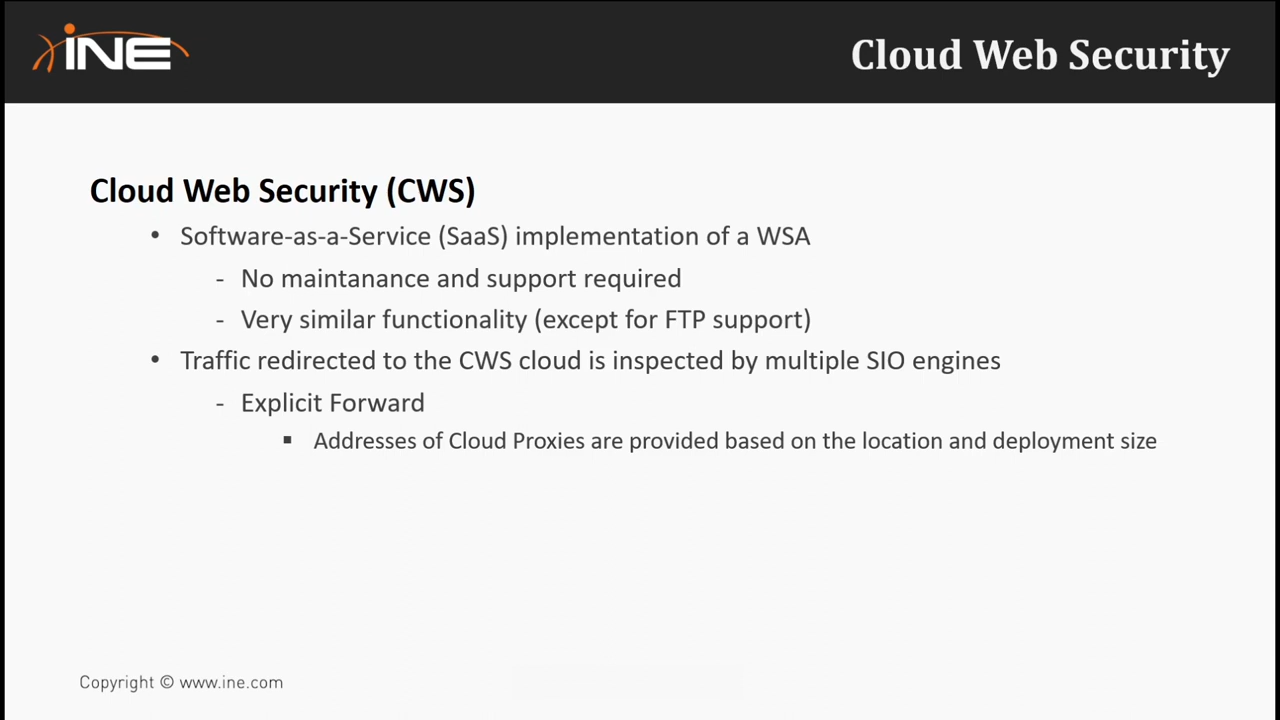 iNE
Cloud Web Security
Cloud Web Security (CWS)
• Software-as-a-Service (SaaS) implementation of a WSA
- No maintanance and support required
- Very similar functionality (except for FTP support)
• Traffic redirected to the CWS cloud is inspected by multiple SIO engines
- Explicit Forward
▪ Addresses of Cloud Proxies are provided based on the location and deployment size
Copyright © www.ine.com